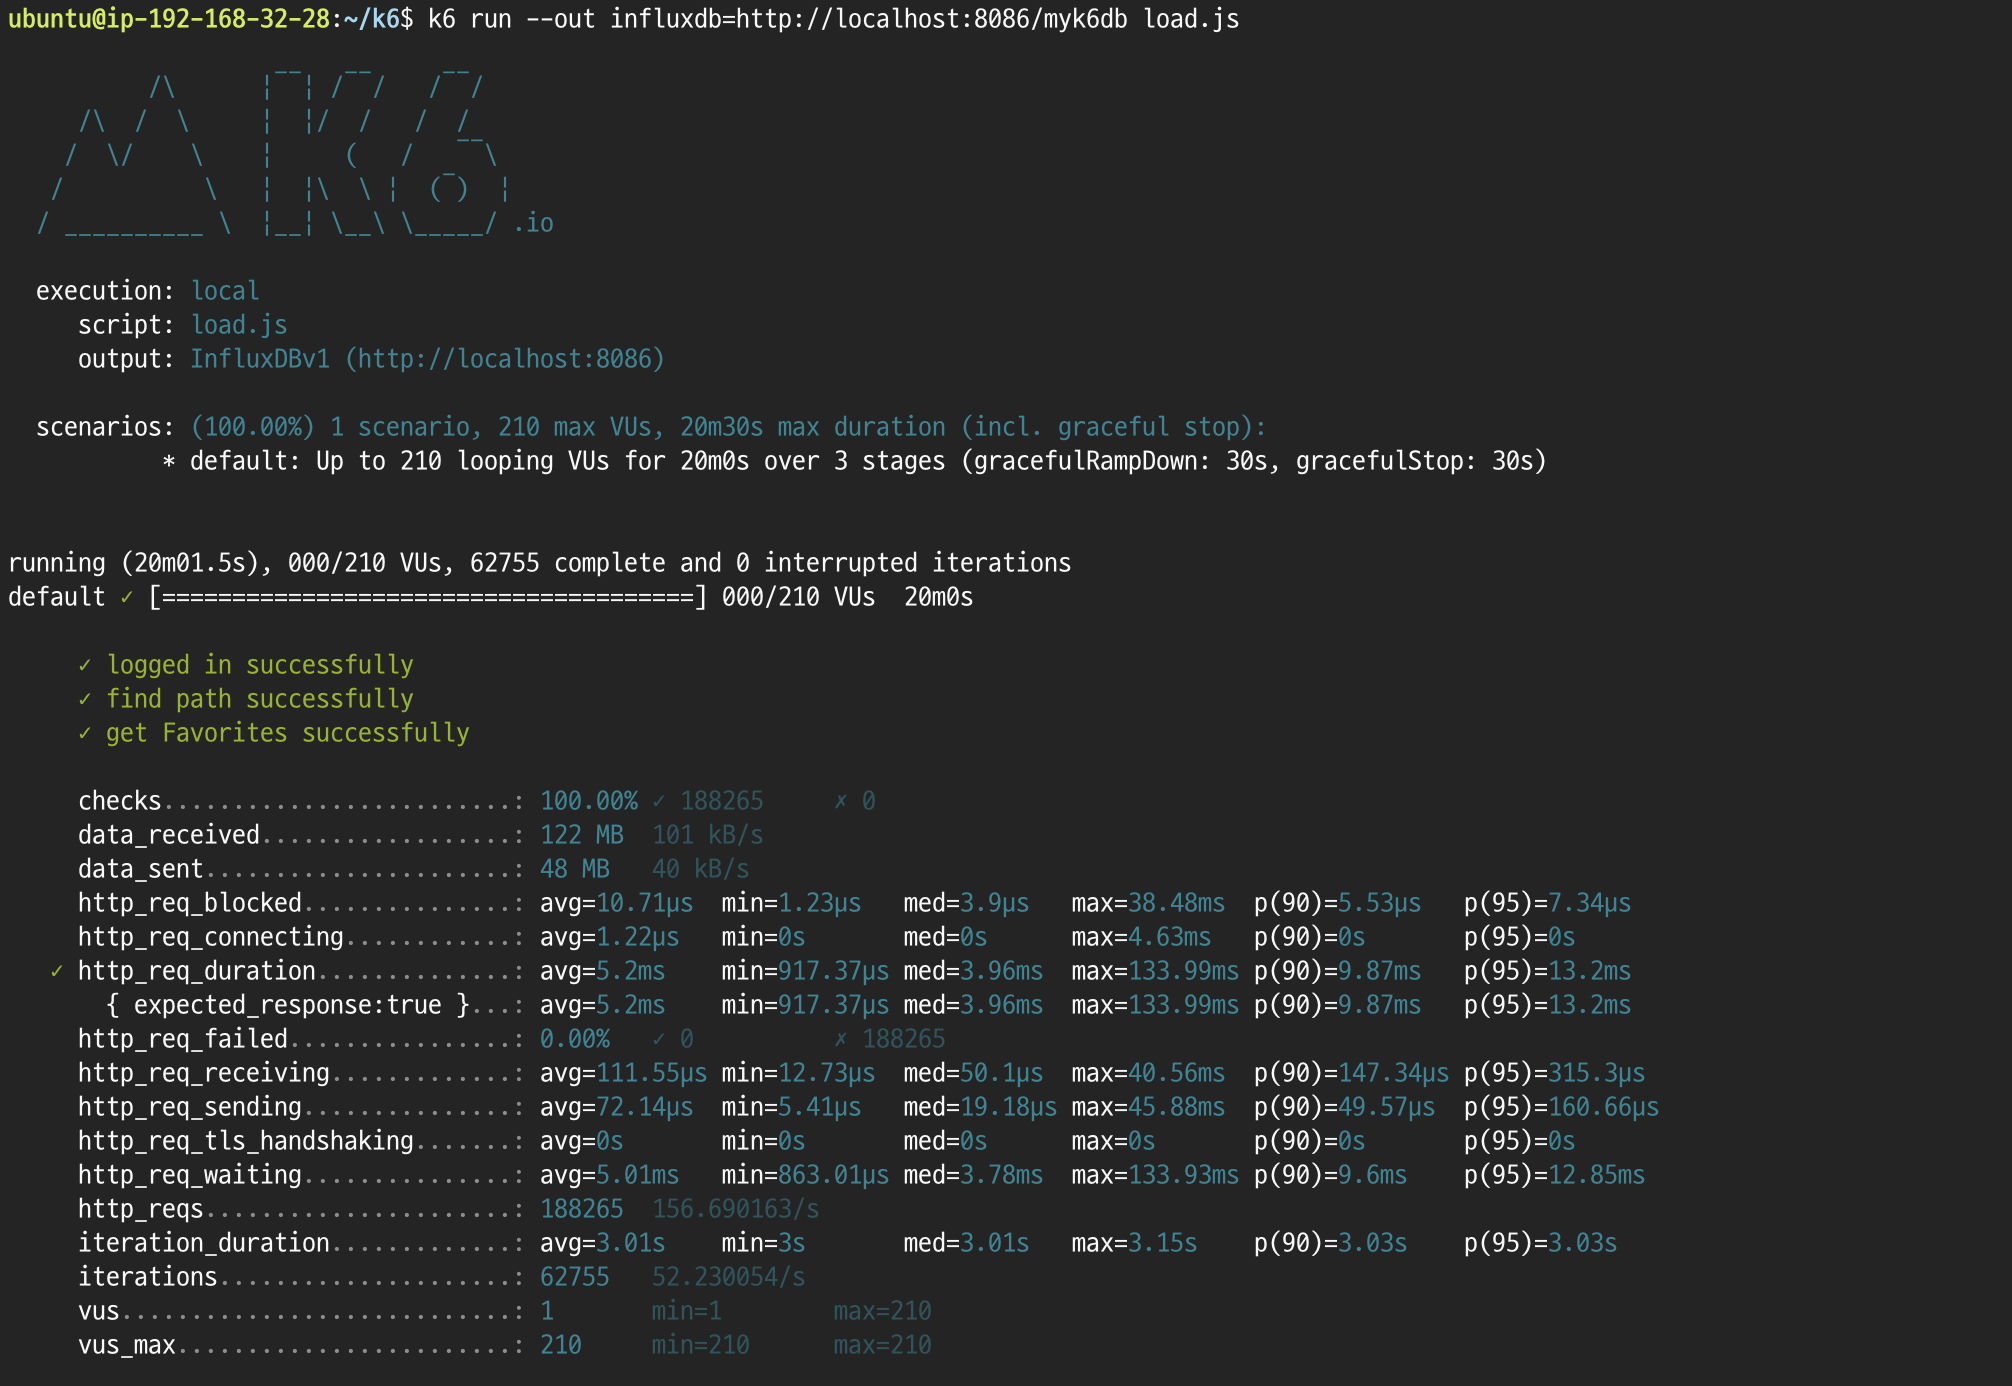 ubuntu@ip-192-168-32-28:~/k6$ k6 run --out influxdb=http://localhost:8086/myk6db load.js
          /\      |‾‾| /‾‾/   /‾‾/
     /\  /  \     |  |/  /   /  /
    /  \/    \    |     (   /   ‾‾\
   /          \   |  |\  \ |  (‾)  |
  / __________ \  |__| \__\ \_____/ .io
execution: local
script: load.js
output: InfluxDBv1 (http://localhost:8086)
scenarios: (100.00%) 1 scenario, 210 max VUs, 20m30s max duration (incl. graceful stop):
* default: Up to 210 looping VUs for 20m0s over 3 stages (gracefulRampDown: 30s, gracefulStop: 30s)
running (20m01.5s), 000/210 VUs, 62755 complete and 0 interrupted iterations
default ✓ [======================================] 000/210 VUs  20m0s
✓ logged in successfully
✓ find path successfully
✓ get Favorites successfully
checks.........................: 100.00% ✓ 188265     ✗ 0
data_received..................: 122 MB  101 kB/s
data_sent......................: 48 MB   40 kB/s
http_req_blocked...............: avg=10.71µs  min=1.23µs   med=3.9µs   max=38.48ms  p(90)=5.53µs   p(95)=7.34µs
http_req_connecting............: avg=1.22µs   min=0s       med=0s      max=4.63ms   p(90)=0s       p(95)=0s
✓ http_req_duration..............: avg=5.2ms    min=917.37µs med=3.96ms  max=133.99ms p(90)=9.87ms   p(95)=13.2ms
{ expected_response:true }...: avg=5.2ms    min=917.37µs med=3.96ms  max=133.99ms p(90)=9.87ms   p(95)=13.2ms
http_req_failed................: 0.00%   ✓ 0          ✗ 188265
http_req_receiving.............: avg=111.55µs min=12.73µs  med=50.1µs  max=40.56ms  p(90)=147.34µs p(95)=315.3µs
http_req_sending...............: avg=72.14µs  min=5.41µs   med=19.18µs max=45.88ms  p(90)=49.57µs  p(95)=160.66µs
http_req_tls_handshaking.......: avg=0s       min=0s       med=0s      max=0s       p(90)=0s       p(95)=0s
http_req_waiting...............: avg=5.01ms   min=863.01µs med=3.78ms  max=133.93ms p(90)=9.6ms    p(95)=12.85ms
http_reqs......................: 188265  156.690163/s
iteration_duration.............: avg=3.01s    min=3s       med=3.01s   max=3.15s    p(90)=3.03s    p(95)=3.03s
iterations.....................: 62755   52.230054/s
vus............................: 1       min=1        max=210
vus_max........................: 210     min=210      max=210